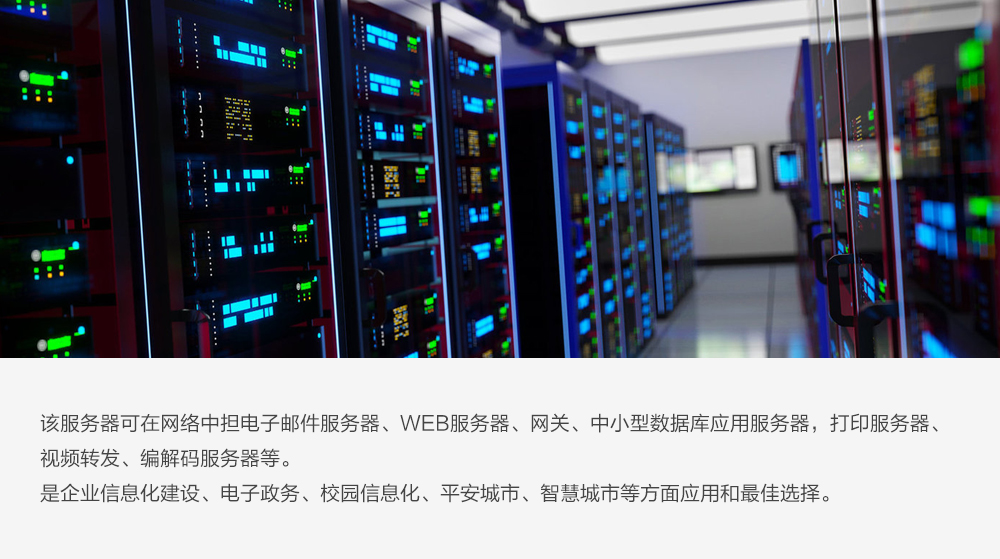 该服务器可在网络中担电子邮件服务器、WEB服务器、网关、中小型数据库应用服务器，打印服务器、
视频转发、编解码服务器等。
是企业信息化建设、电子政务、校园信息化、平安城市、智慧城市等方面应用和最佳选择。